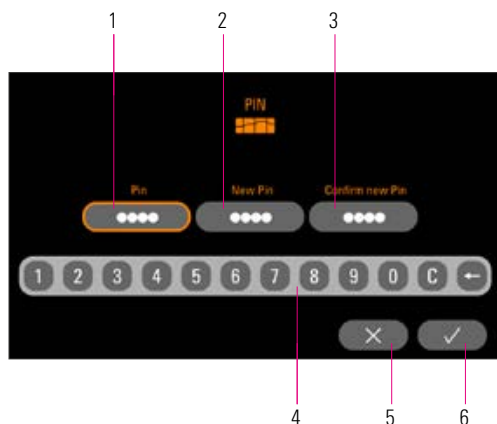 1 2 3
PIN
Pin New Pin Confirm new Pin
1 2 3 4 5 6 7 8 9 0 C ←
4 5 6